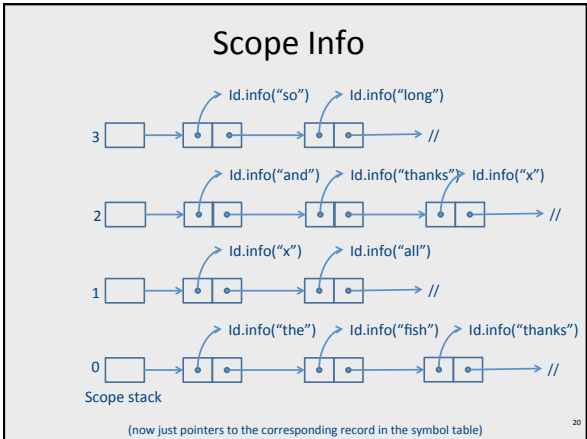 Scope Info
Id.info(“so”) Id.info(“long”)
3 //
Id.info(“and”) Id.info(“thanks”) Id.info(“x”)
2 //
Id.info(“x”) Id.info(“all”)
1 //
Id.info(“the”) Id.info(“fish”) Id.info(“thanks”)
0 //
Scope stack
(now just pointers to the corresponding record in the symbol table)
20